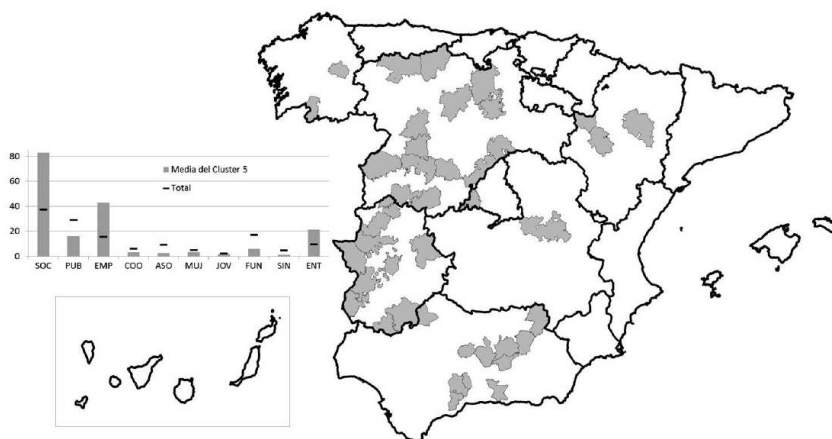 80
60
40
20
0
Media del Cluster 5
Total
SOC PUB EMP COO ASO MUJ JOV FUN SIN ENT